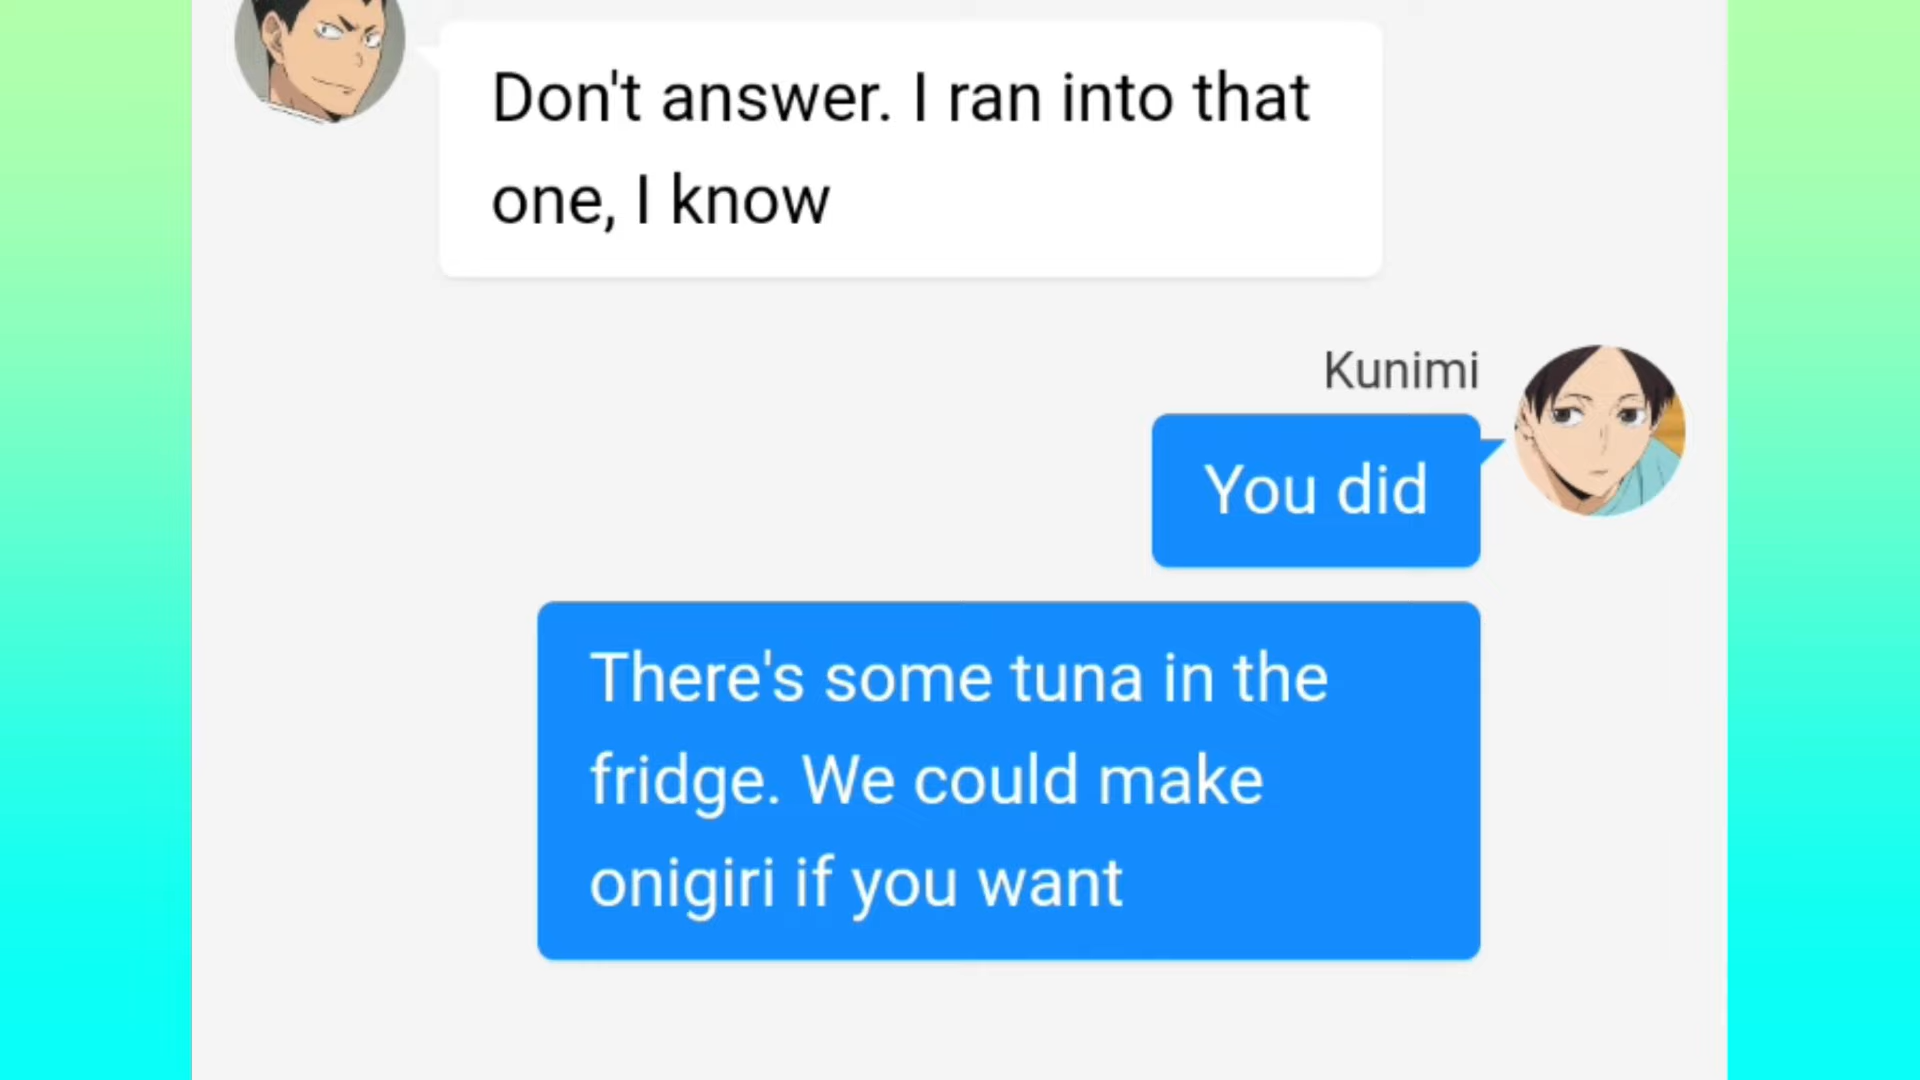 Don't answer. I ran into that
one, I know
Kunimi
You did
There's some tuna in the
fridge. We could make
onigiri if you want